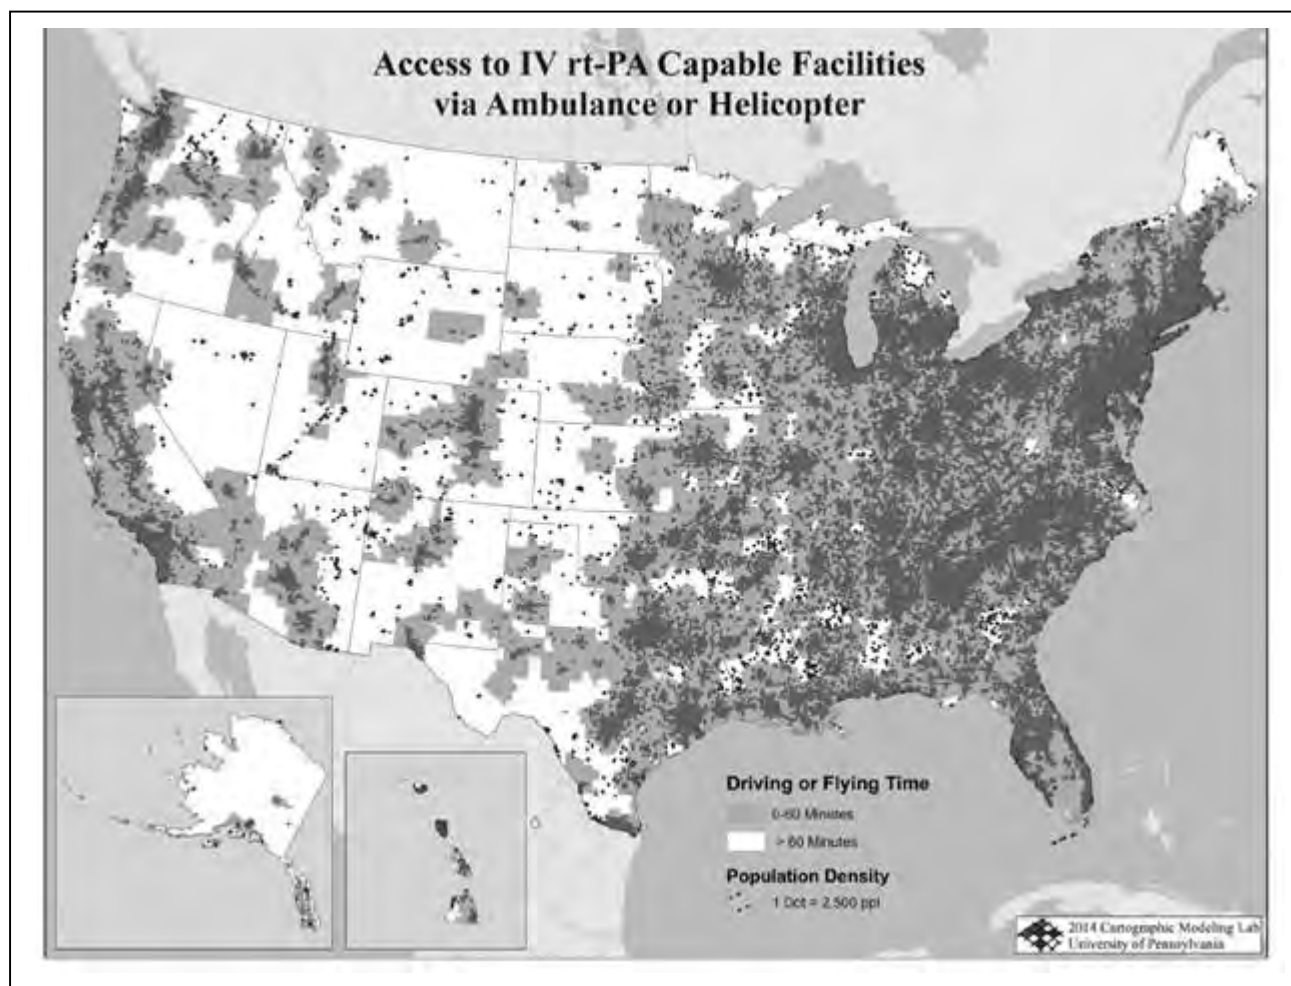 Access to IV rt-PA Capable Facilities
via Ambulance or Helicopter
Driving or Flying Time
0-60 Minutes
> 60 Minutes
Population Density
1 Dot = 2,500 ppl
2014 Cartographic Modeling Lab
University of Pennsylvania